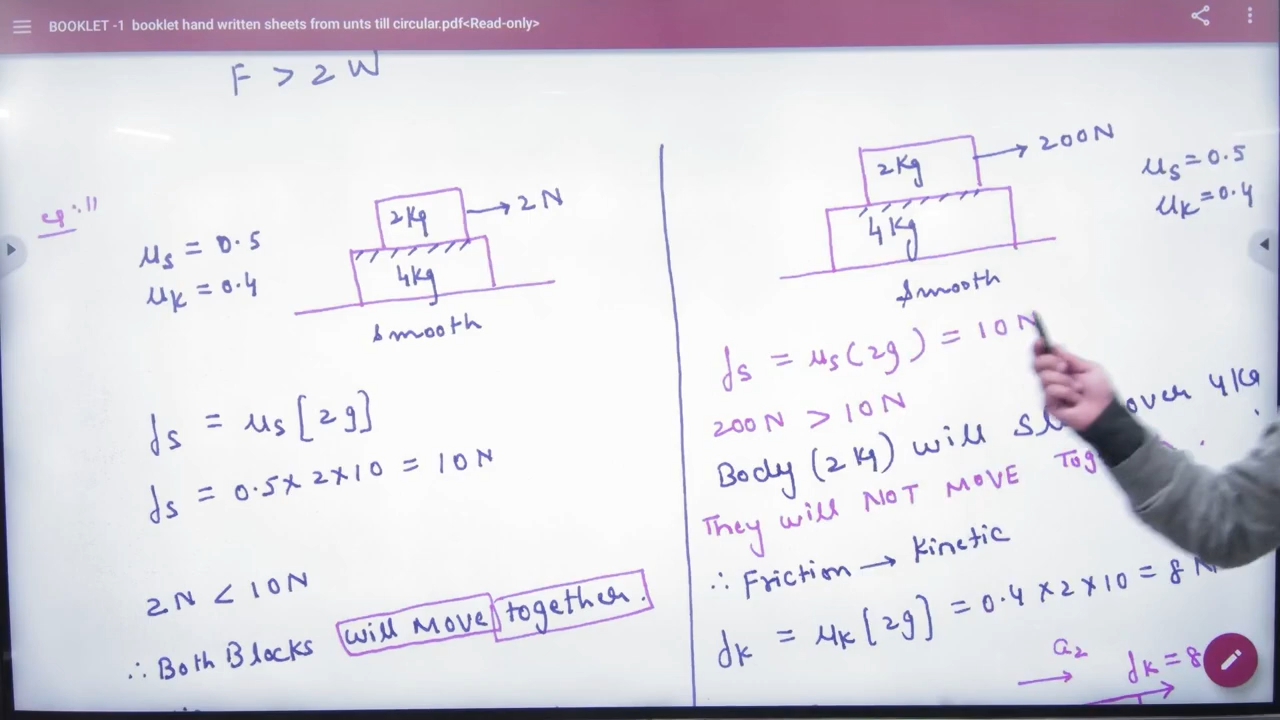 BOOKLET -1 booklet hand written sheets from unts till circular.pdf<Read-only>
F > 2W
eg:11
μs = 0.5
μk = 0.4
2Kg
2N
4Kg
Smooth
fs = μs[2g]
fs = 0.5×2×10 = 10N
2N < 10N
∴ Both Blocks will move together.
2Kg
200N
4Kg
Smooth
μs = 0.5
μk = 0.4
fs = μs(2g) = 10N
200N > 10N
Body (2Kg) will over 4Kg
They will NOT MOVE
∴ Friction → Kinetic
fk = μk[2g] = 0.4×2×10 = 8N
a2
fk = 8